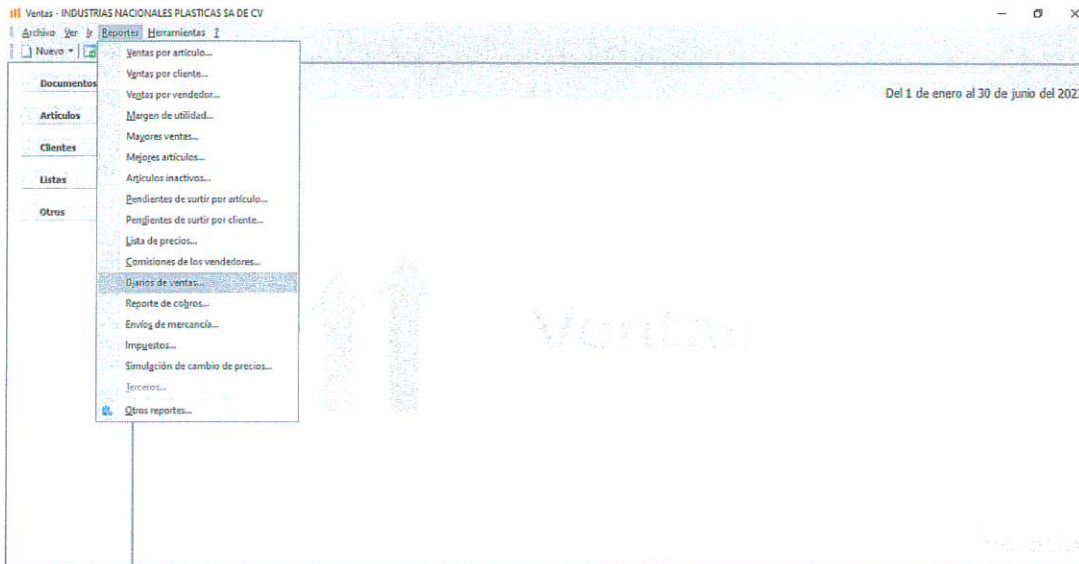 Ventas - INDUSTRIAS NACIONALES PLASTICAS SA DE CV
Archivo Ver Ir Reportes Herramientas ?
Nuevo
Documentos
Artículos
Clientes
Listas
Otros
Ventas por artículo...
Ventas por cliente...
Ventas por vendedor...
Margen de utilidad...
Mayores ventas...
Mejores artículos...
Artículos inactivos...
Pendientes de surtir por artículo...
Pendientes de surtir por cliente...
Lista de precios...
Comisiones de los vendedores...
Diarios de ventas...
Reporte de cobros...
Envíos de mercancía...
Impuestos...
Simulación de cambio de precios...
Terceros...
Otros reportes...
Del 1 de enero al 30 de junio del 2023
Ventas